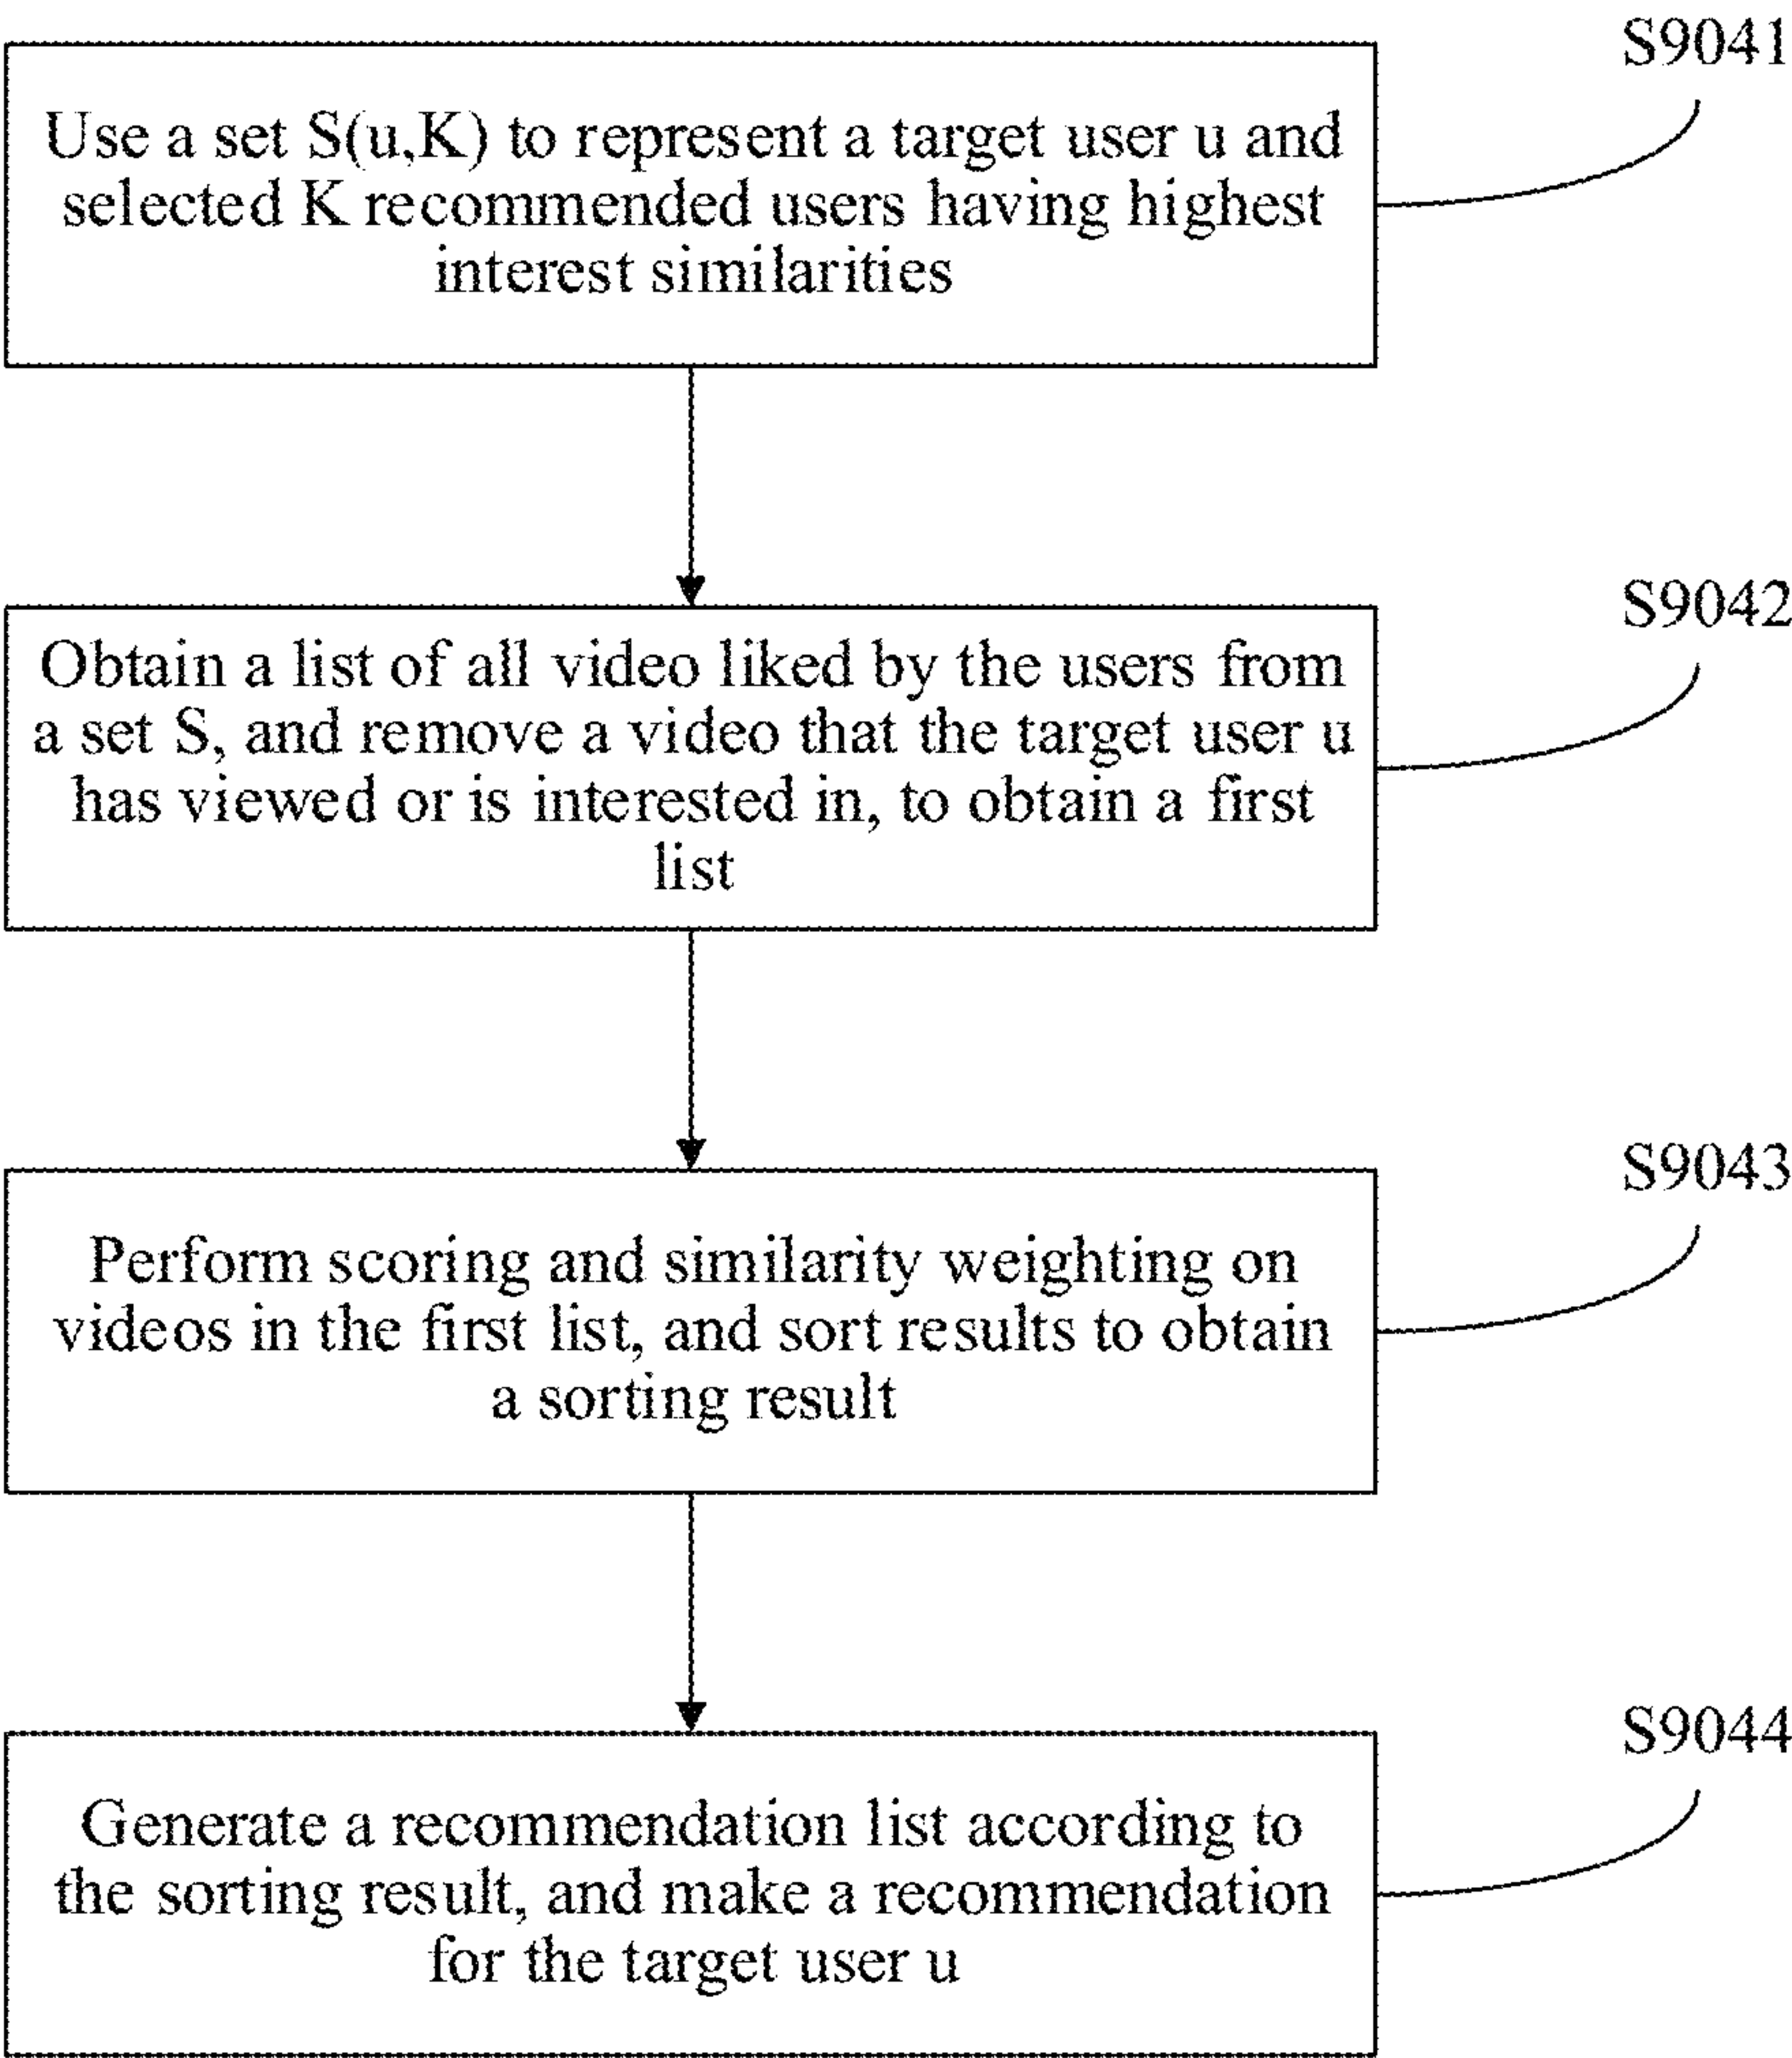 S9041
Use a set S(u,K) to represent a target user u and
selected K recommended users having highest
interest similarities
S9042
Obtain a list of all video liked by the users from
a set S, and remove a video that the target user u
has viewed or is interested in, to obtain a first
list
S9043
Perform scoring and similarity weighting on
videos in the first list, and sort results to obtain
a sorting result
S9044
Generate a recommendation list according to
the sorting result, and make a recommendation
for the target user u